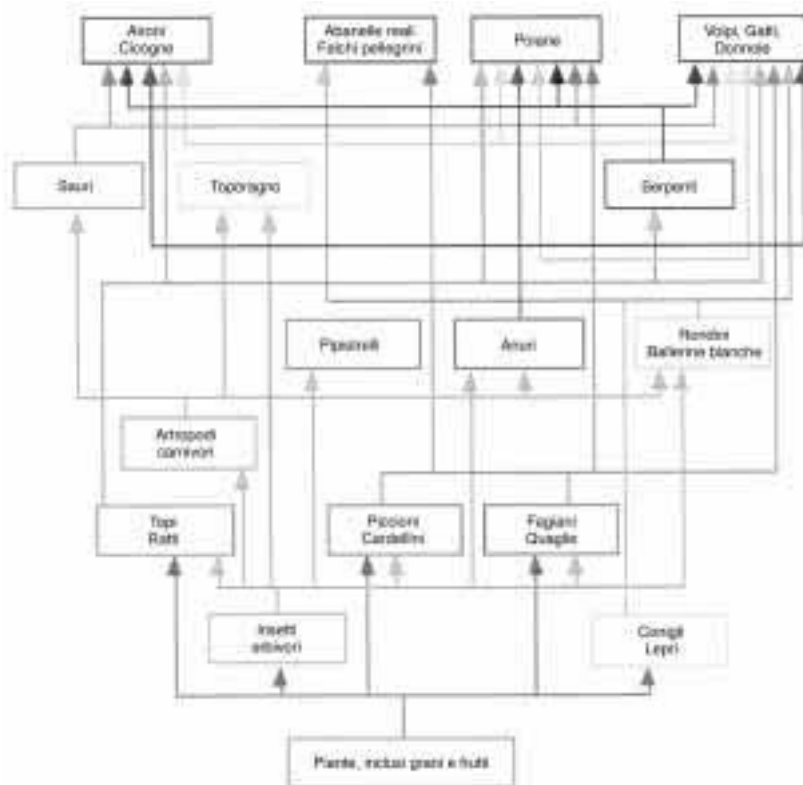 Aironi
Cicogne
Albanelle reali
Falchi pellegrini
Poiane
Volpi, Gatti,
Donnole
Sauri
Toporagno
Serpenti
Pipistrelli
Anuri
Rondini
Ballerine bianche
Artropodi
carnivori
Topi
Ratti
Piccioni
Cardellini
Fagiani
Quaglie
Insetti
erbivori
Conigli
Lepri
Piante, inclusi grani e frutti